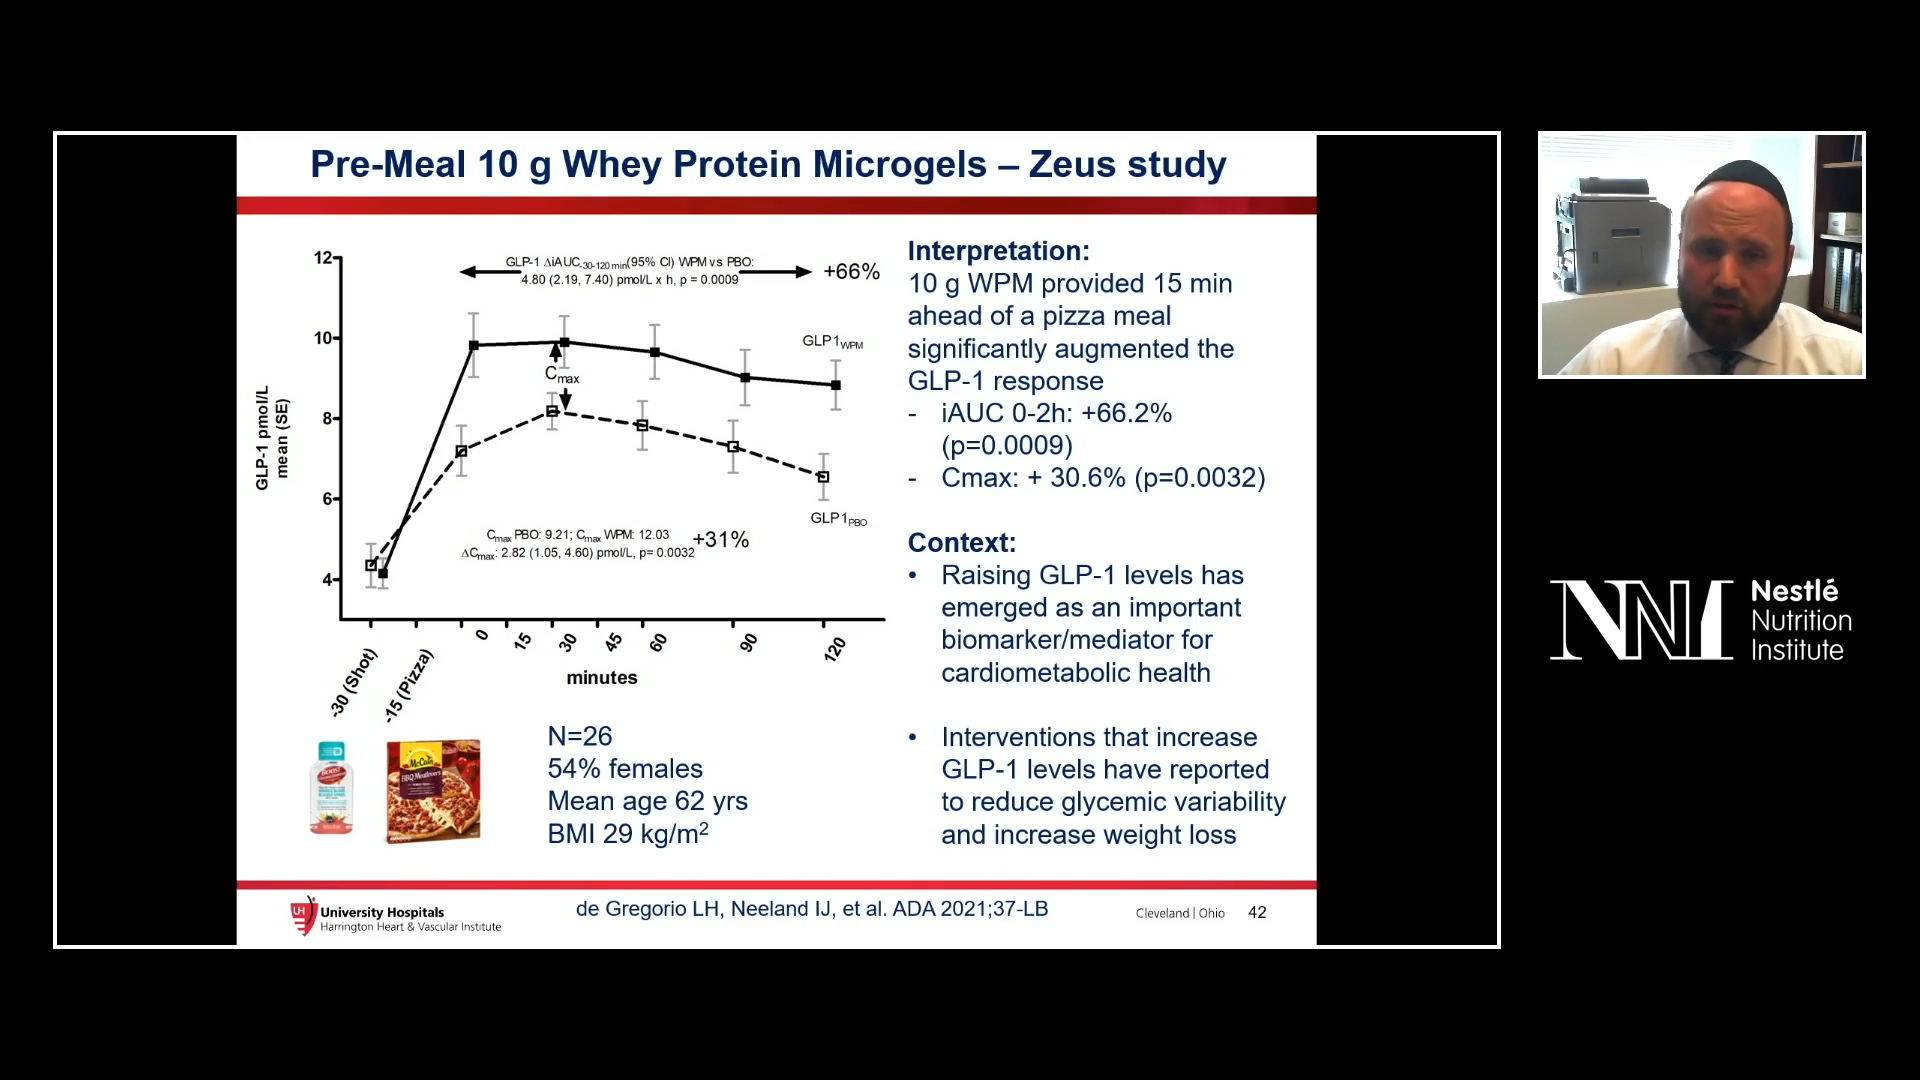 Pre-Meal 10 g Whey Protein Microgels – Zeus study
12
10
8
6
4
GLP-1 pmol/L
mean (SE)
GLP-1 ΔiAUC-30-120 min(95% CI) WPM vs PBO:
4.80 (2.19, 7.40) pmol/L x h, p = 0.0009
+66%
GLP1WPM
Cmax
GLP1PBO
Cmax PBO: 9.21; Cmax WPM: 12.03
ΔCmax: 2.82 (1.05, 4.60) pmol/L, p= 0.0032
+31%
-30 (Shot)
-15 (Pizza)
0
15
30
45
60
90
120
minutes
BOOST
McCain
BBQ Meatlovers
N=26
54% females
Mean age 62 yrs
BMI 29 kg/m²
Interpretation:
10 g WPM provided 15 min
ahead of a pizza meal
significantly augmented the
GLP-1 response
- iAUC 0-2h: +66.2%
(p=0.0009)
- Cmax: + 30.6% (p=0.0032)
Context:
• Raising GLP-1 levels has
emerged as an important
biomarker/mediator for
cardiometabolic health
• Interventions that increase
GLP-1 levels have reported
to reduce glycemic variability
and increase weight loss
UH
University Hospitals
Harrington Heart & Vascular Institute
de Gregorio LH, Neeland IJ, et al. ADA 2021;37-LB
Cleveland | Ohio
42
NNI
Nestlé
Nutrition
Institute